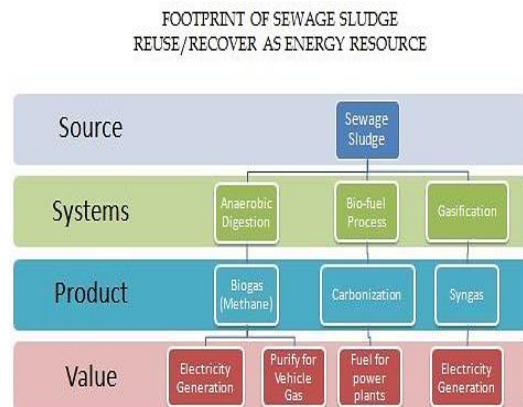 FOOTPRINT OF SEWAGE SLUDGE
REUSE/RECOVER AS ENERGY RESOURCE
Source
Sewage
Sludge
Systems
Anaerobic
Digestion
Bio-fuel
Process
Gasification
Product
Biogas
(Methane)
Carbonization
Syngas
Value
Electricity
Generation
Purify for
Vehicle
Gas
Fuel for
power
plants
Electricity
Generation